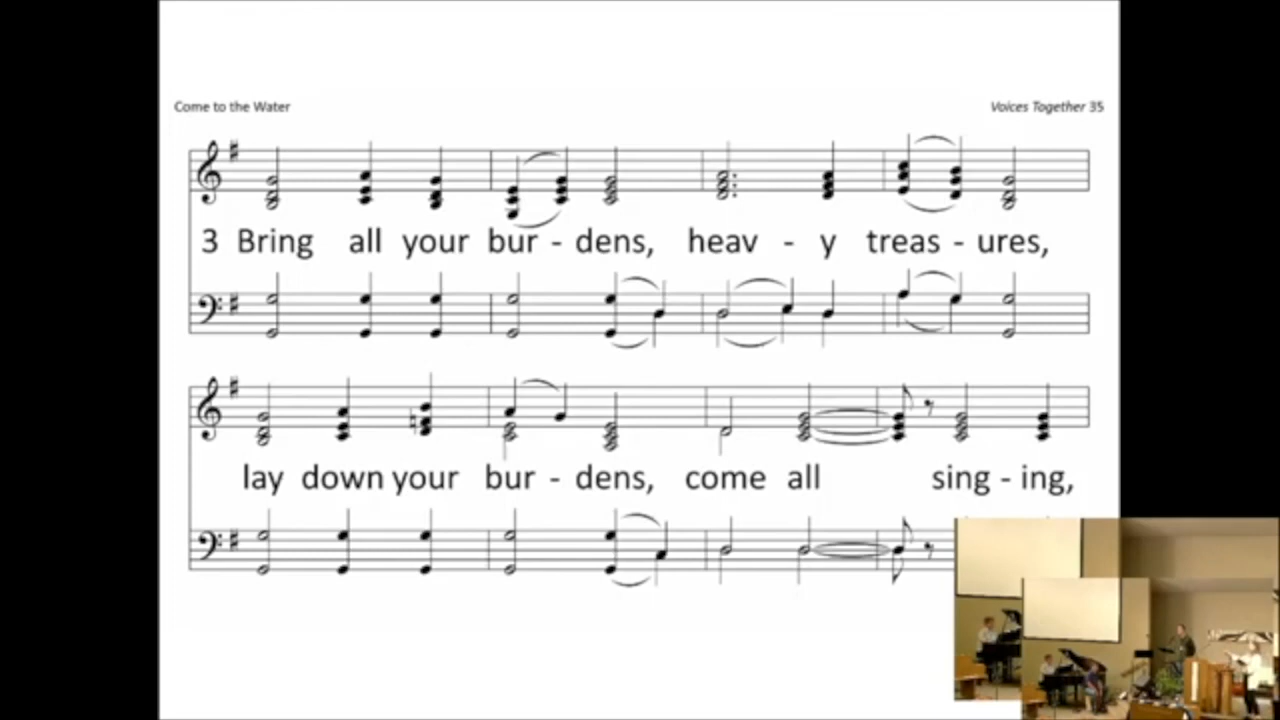 Come to the Water
Voices Together 35
3 Bring all your bur - dens, heav - y treas - ures,
lay down your bur - dens, come all sing - ing,